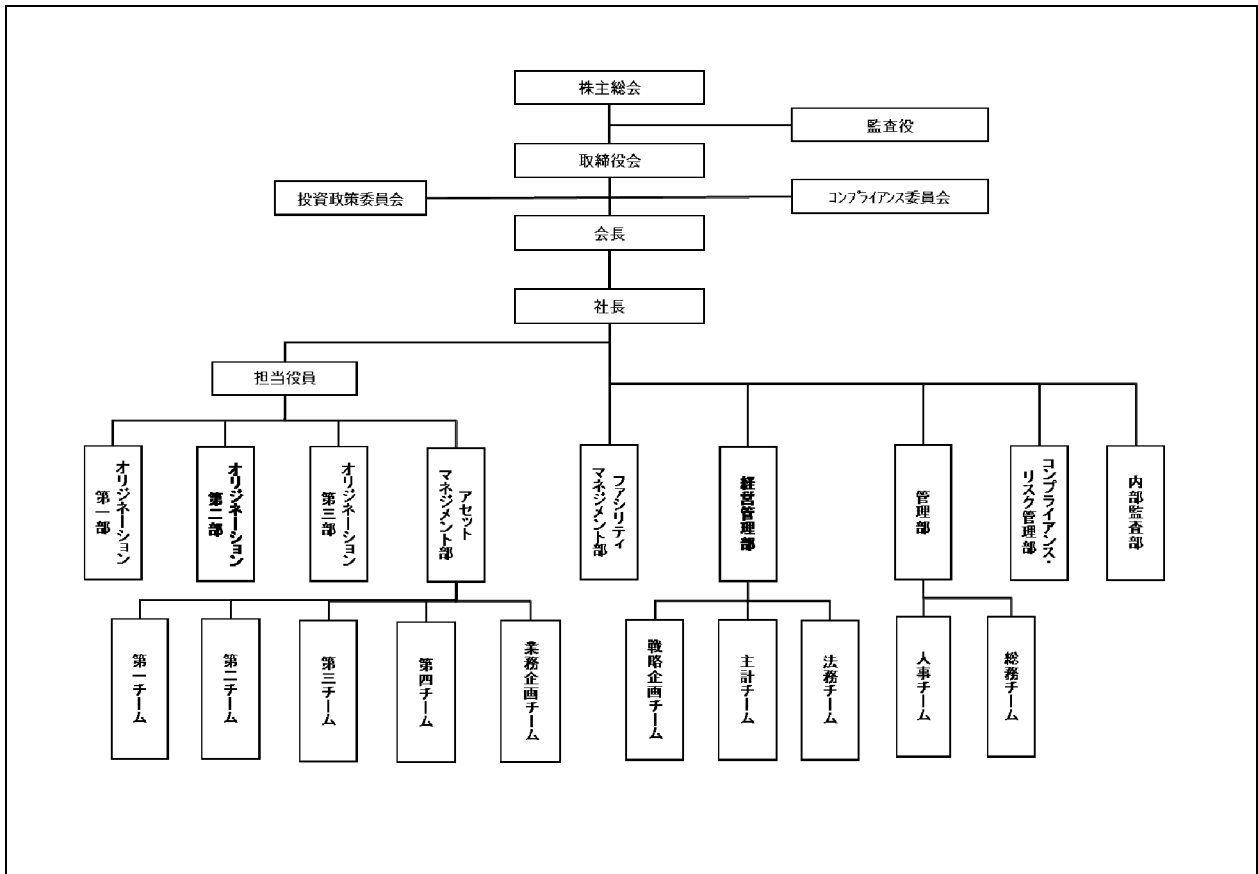 株主総会
監査役
取締役会
投資政策委員会
コンプライアンス委員会
会長
社長
担当役員
オリジネーション
第一部
オリジネーション
第二部
オリジネーション
第三部
アセット
マネジメント部
ファシリティ
マネジメント部
経営管理部
管理部
コンプライアンス・
リスク管理部
内部監査部
第一チーム
第二チーム
第三チーム
第四チーム
業務企画チーム
戦略企画チーム
主計チーム
法務チーム
人事チーム
総務チーム